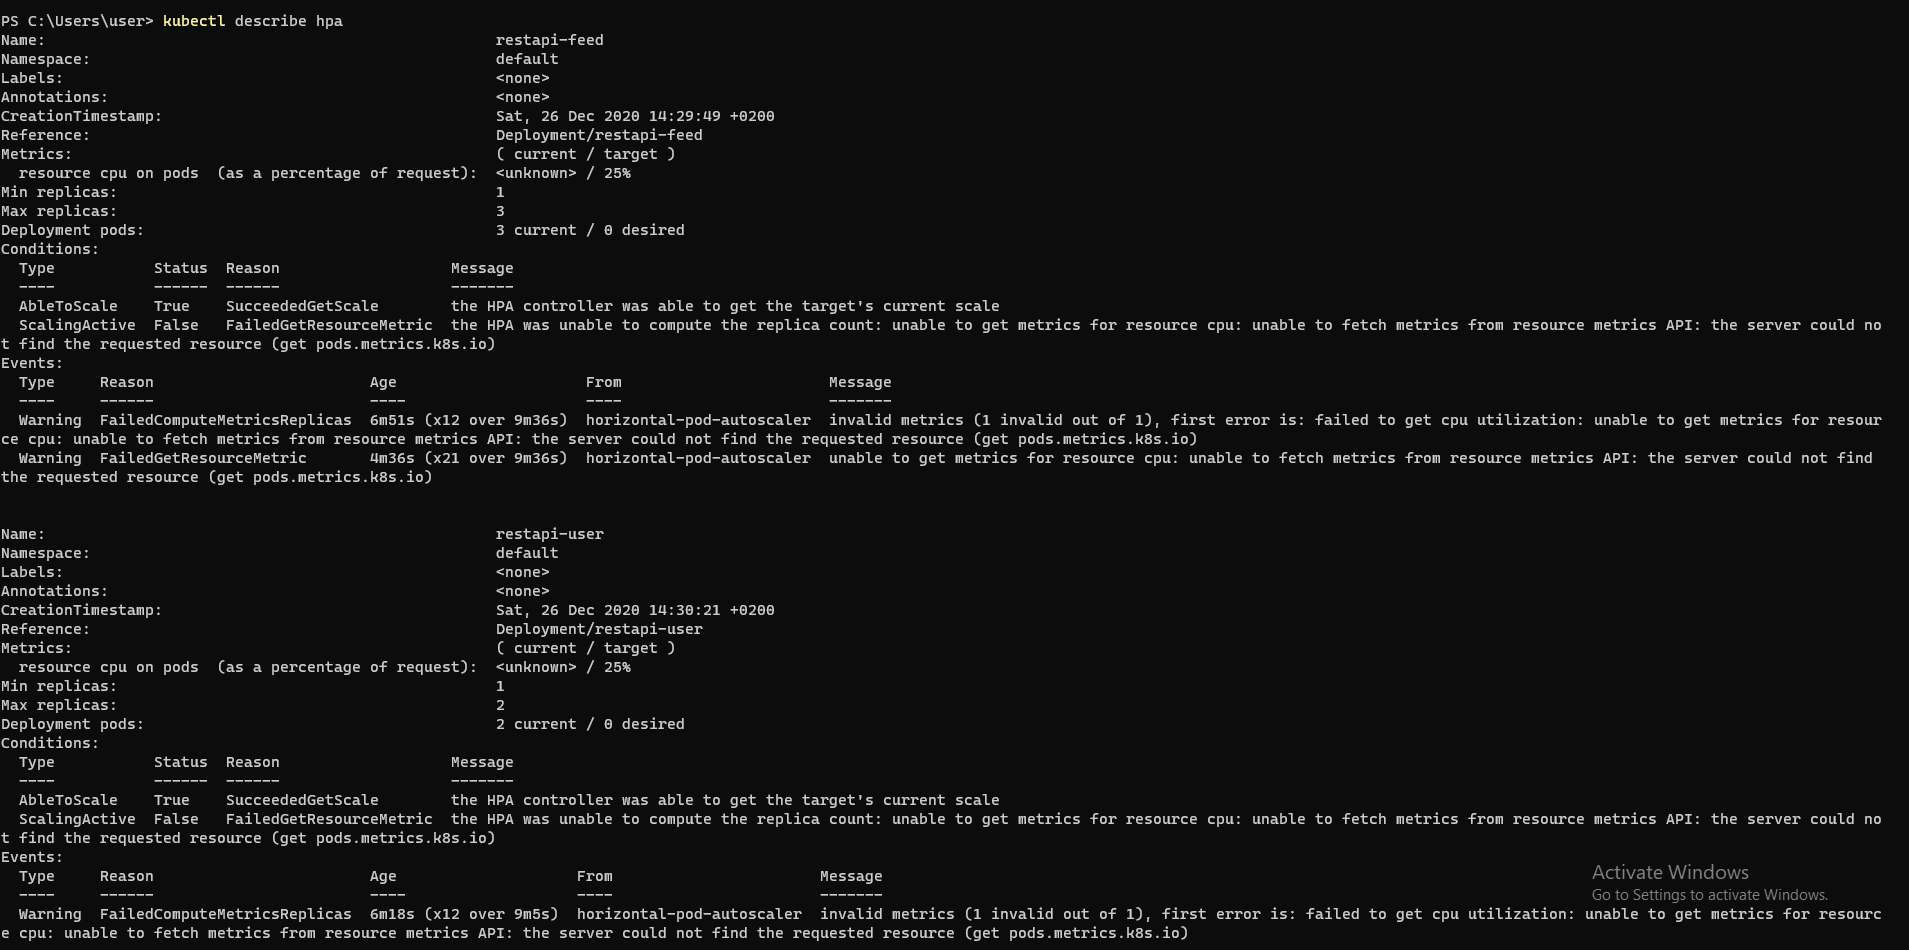 PS C:\Users\user> kubectl describe hpa
Name:                                                  restapi-feed
Namespace:                                             default
Labels:                                                <none>
Annotations:                                           <none>
CreationTimestamp:                                     Sat, 26 Dec 2020 14:29:49 +0200
Reference:                                             Deployment/restapi-feed
Metrics:                                               ( current / target )
  resource cpu on pods  (as a percentage of request):  <unknown> / 25%
Min replicas:                                          1
Max replicas:                                          3
Deployment pods:                                       3 current / 0 desired
Conditions:
  Type           Status  Reason                   Message
  ----           ------  ------                   -------
  AbleToScale    True    SucceededGetScale        the HPA controller was able to get the target's current scale
  ScalingActive  False   FailedGetResourceMetric  the HPA was unable to compute the replica count: unable to get metrics for resource cpu: unable to fetch metrics from resource metrics API: the server could no
t find the requested resource (get pods.metrics.k8s.io)
Events:
  Type     Reason                        Age                     From                       Message
  ----     ------                        ----                    ----                       -------
  Warning  FailedComputeMetricsReplicas  6m51s (x12 over 9m36s)  horizontal-pod-autoscaler  invalid metrics (1 invalid out of 1), first error is: failed to get cpu utilization: unable to get metrics for resour
ce cpu: unable to fetch metrics from resource metrics API: the server could not find the requested resource (get pods.metrics.k8s.io)
  Warning  FailedGetResourceMetric       4m36s (x21 over 9m36s)  horizontal-pod-autoscaler  unable to get metrics for resource cpu: unable to fetch metrics from resource metrics API: the server could not find
the requested resource (get pods.metrics.k8s.io)
Name:                                                  restapi-user
Namespace:                                             default
Labels:                                                <none>
Annotations:                                           <none>
CreationTimestamp:                                     Sat, 26 Dec 2020 14:30:21 +0200
Reference:                                             Deployment/restapi-user
Metrics:                                               ( current / target )
  resource cpu on pods  (as a percentage of request):  <unknown> / 25%
Min replicas:                                          1
Max replicas:                                          2
Deployment pods:                                       2 current / 0 desired
Conditions:
  Type           Status  Reason                   Message
  ----           ------  ------                   -------
  AbleToScale    True    SucceededGetScale        the HPA controller was able to get the target's current scale
  ScalingActive  False   FailedGetResourceMetric  the HPA was unable to compute the replica count: unable to get metrics for resource cpu: unable to fetch metrics from resource metrics API: the server could no
t find the requested resource (get pods.metrics.k8s.io)
Events:
  Type     Reason                        Age                    From                       Message
  ----     ------                        ----                   ----                       -------
  Warning  FailedComputeMetricsReplicas  6m18s (x12 over 9m5s)  horizontal-pod-autoscaler  invalid metrics (1 invalid out of 1), first error is: failed to get cpu utilization: unable to get metrics for resourc
e cpu: unable to fetch metrics from resource metrics API: the server could not find the requested resource (get pods.metrics.k8s.io)
Activate Windows
Go to Settings to activate Windows.